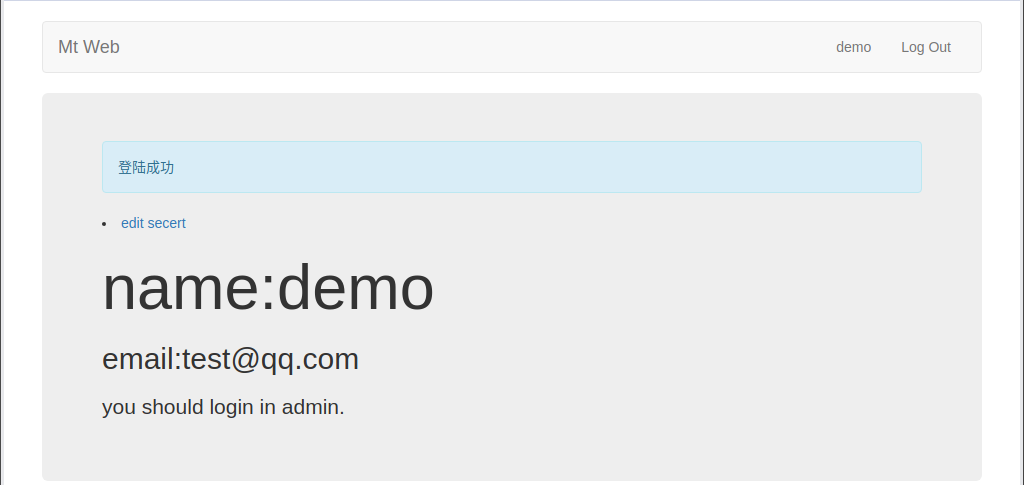 Mt Web demo Log Out
登陆成功
edit secert
name:demo
email:test@qq.com
you should login in admin.